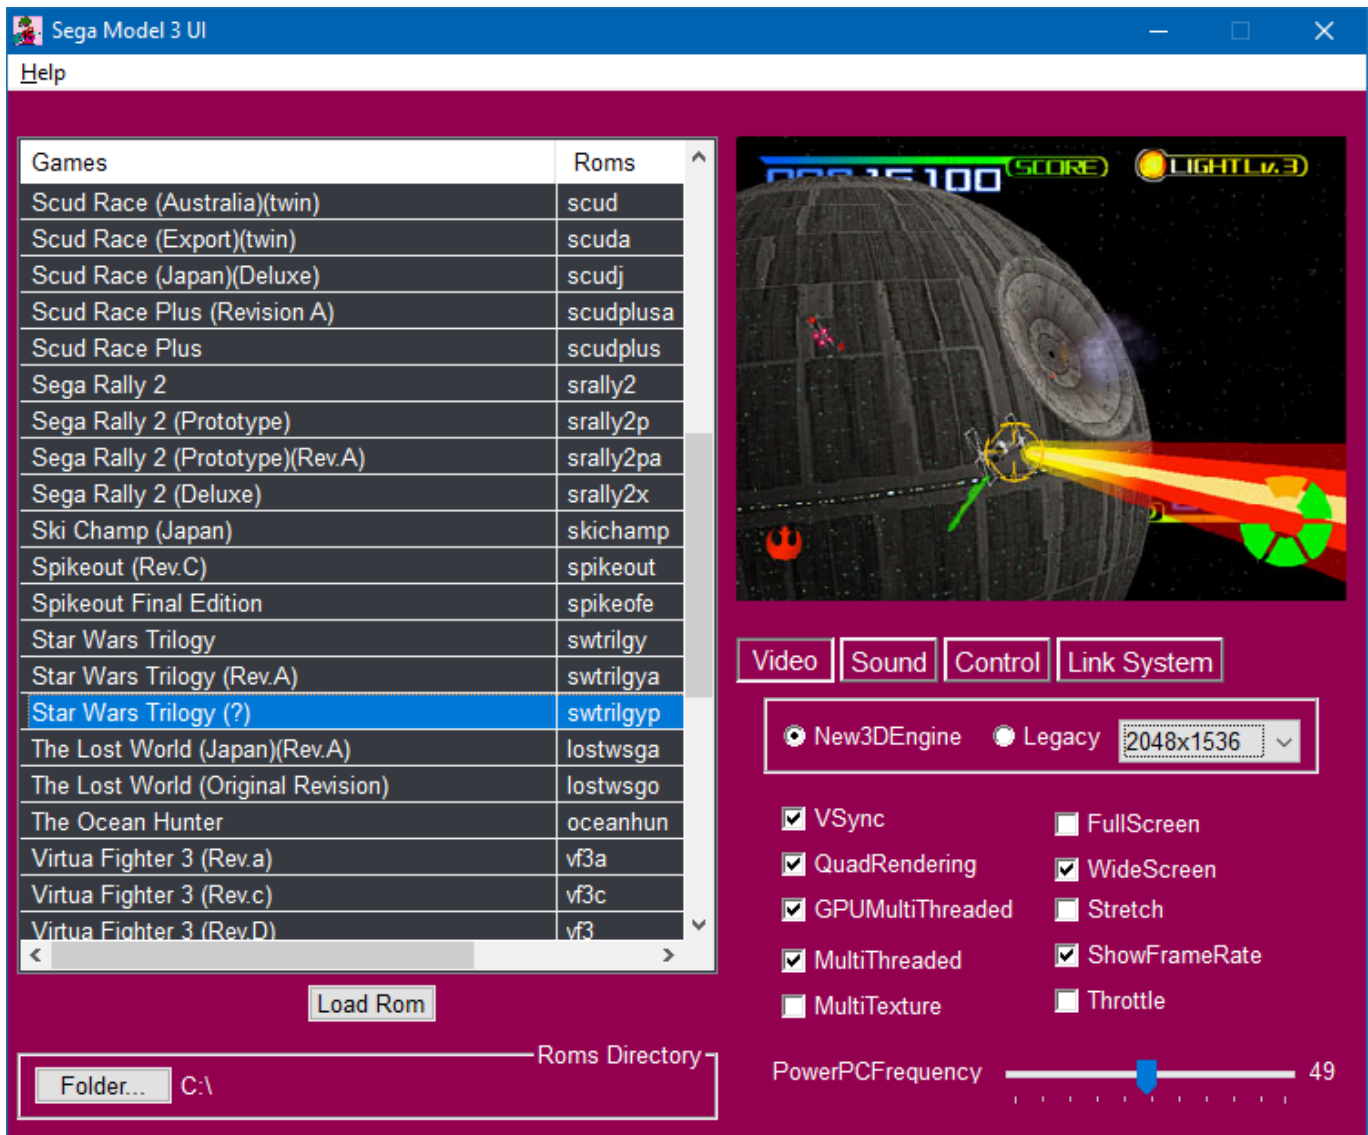 Sega Model 3 UI
Help
Games Roms
Scud Race (Australia)(twin) scud
Scud Race (Export)(twin) scuda
Scud Race (Japan)(Deluxe) scudj
Scud Race Plus (Revision A) scudplusa
Scud Race Plus scudplus
Sega Rally 2 srally2
Sega Rally 2 (Prototype) srally2p
Sega Rally 2 (Prototype)(Rev.A) srally2pa
Sega Rally 2 (Deluxe) srally2x
Ski Champ (Japan) skichamp
Spikeout (Rev.C) spikeout
Spikeout Final Edition spikeofe
Star Wars Trilogy swtrilgy
Star Wars Trilogy (Rev.A) swtrilgya
Star Wars Trilogy (?) swtrilgyp
The Lost World (Japan)(Rev.A) lostwsga
The Lost World (Original Revision) lostwsgo
The Ocean Hunter oceanhun
Virtua Fighter 3 (Rev.a) vf3a
Virtua Fighter 3 (Rev.c) vf3c
Virtua Fighter 3 (Rev.D) vf3
Load Rom
Roms Directory
Folder... C:\
SCORE LIGHT Lv.3
Video Sound Control Link System
New3DEngine Legacy 2048x1536
VSync FullScreen
QuadRendering WideScreen
GPUMultiThreaded Stretch
MultiThreaded ShowFrameRate
MultiTexture Throttle
PowerPCFrequency 49